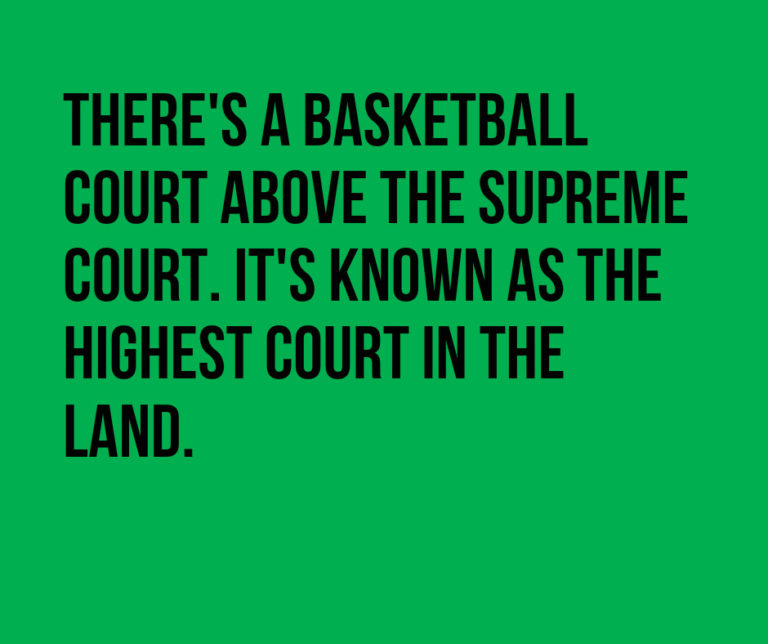 THERE'S A BASKETBALL
COURT ABOVE THE SUPREME
COURT. IT'S KNOWN AS THE
HIGHEST COURT IN THE
LAND.